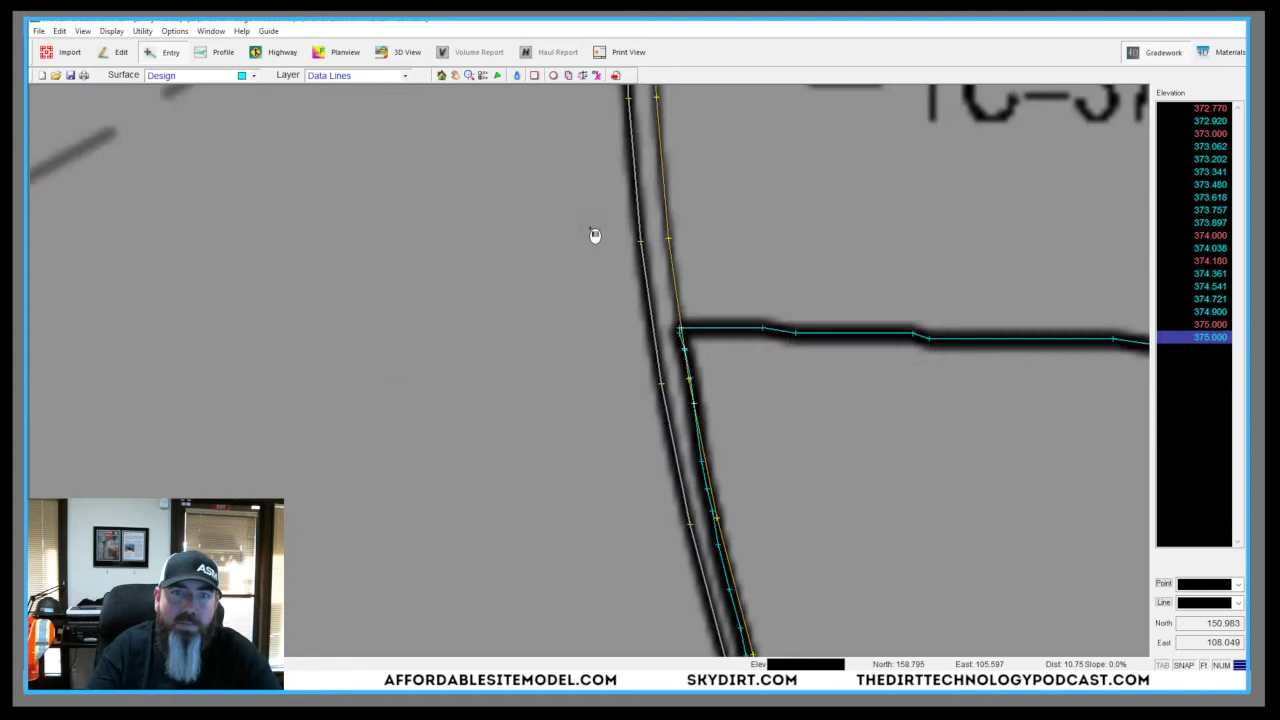 File Edit View Display Utility Options Window Help Guide
Import Edit Entry Profile Highway Planview 3D View Volume Report Haul Report Print View 4D Gradework 4D Materials
Surface Design Layer Data Lines
Elevation
372.770
372.920
373.000
373.062
373.202
373.341
373.480
373.618
373.757
373.897
374.000
374.038
374.180
374.361
374.541
374.721
374.900
375.000
375.000
Point
Line
North 150.983
East 108.049
Elev North: 158.795 East: 105.597 Dist: 10.75 Slope: 0.0% TAB SNAP Ft NUM
EXIT
ASM
AFFORDABLESITEMODEL.COM SKYDIRT.COM THEDIRTTECHNOLOGYPODCAST.COM